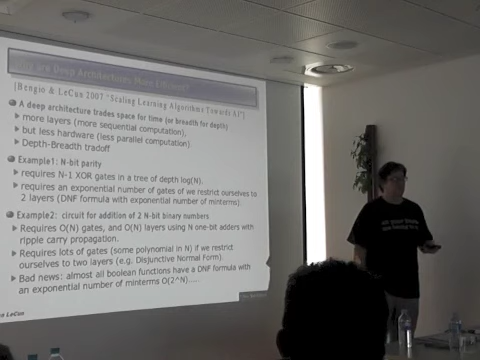 Why are Deep Architectures More Efficient?
[Bengio & LeCun 2007 "Scaling Learning Algorithms Towards AI"]
A deep architecture trades space for time (or breadth for depth)
more layers (more sequential computation),
but less hardware (less parallel computation).
Depth-Breadth tradoff
Example1: N-bit parity
requires N-1 XOR gates in a tree of depth log(N).
requires an exponential number of gates of we restrict ourselves to
2 layers (DNF formula with exponential number of minterms).
Example2: circuit for addition of 2 N-bit binary numbers
Requires O(N) gates, and O(N) layers using N one-bit adders with
ripple carry propagation.
Requires lots of gates (some polynomial in N) if we restrict
ourselves to two layers (e.g. Disjunctive Normal Form).
Bad news: almost all boolean functions have a DNF formula with
an exponential number of minterms O(2^N).....
LeCun